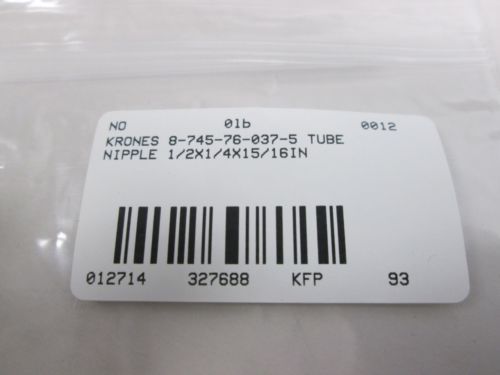 NO 01b 0012
KRONES 8-745-76-037-5 TUBE
NIPPLE 1/2X1/4X15/16IN
012714 327688 KFP 93